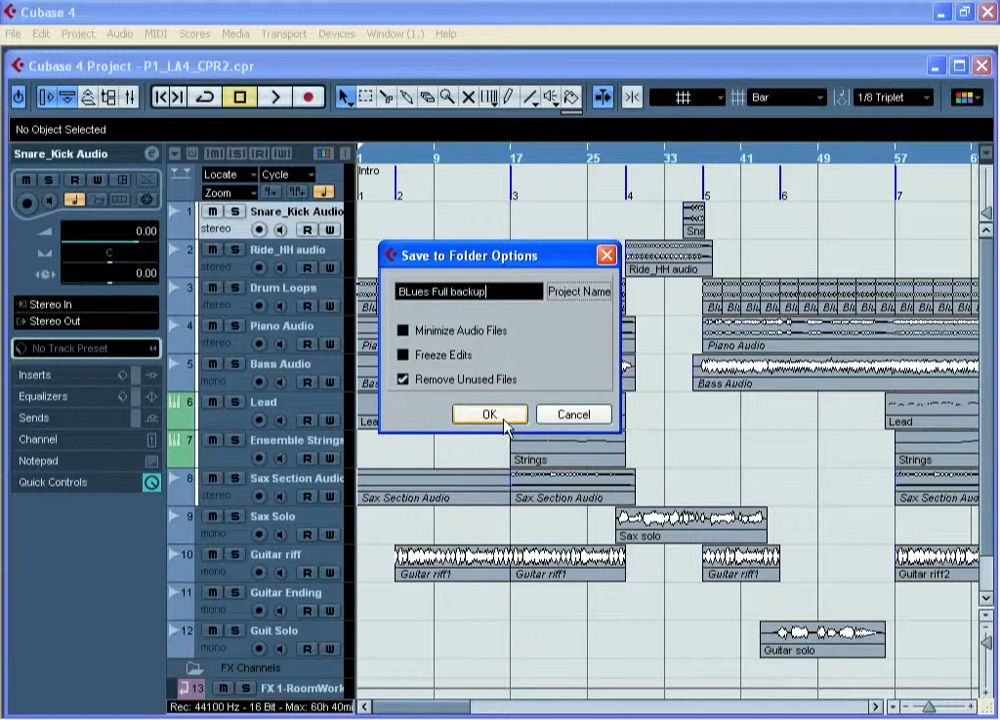 Cubase 4
File Edit Project Audio MIDI Scores Media Transport Devices Window (1..) Help
Cubase 4 Project - P1_LA4_CPR2.cpr
Bar
1/8 Triplet
No Object Selected
Snare_Kick Audio
M S R W
0.00
C
0.00
Stereo In
Stereo Out
No Track Preset
Inserts
Equalizers
Sends
Channel
Notepad
Quick Controls
Locate Cycle
Zoom
1 9 17 25 33 41 49 57
Intro
1 2 3 4 5 6 7
1 m S Snare_Kick Audio
stereo R W
Sne
2 m S Ride_HH audio
stereo R W
Ride_HH audio
3 m S Drum Loops
R W
4 m S Piano Audio
R W
Piano Audio
5 m S Bass Audio
mono R W
Bas
Bass Audio
6 m S Lead
R W
Lea
Lead
7 m S Ensemble Strings
R W
Strings
Strings
8 m S Sax Section Audio
stereo R W
Sax Section Audio
Sax Section Audio
Sax Section Aud
9 m S Sax Solo
mono R W
Sax solo
10 m S Guitar riff
mono R W
Guitar riff1
Guitar riff1
Guitar riff1
Guitar riff2
11 m S Guitar Ending
mono R W
12 m S Guit Solo
mono R W
Guitar solo
FX Channels
13 m S FX 1-RoomWork
Rec: 44100 Hz - 16 Bit - Max: 60h 40mi
Save to Folder Options
BLues Full backup
Project Name
Minimize Audio Files
Freeze Edits
Remove Unused Files
OK
Cancel